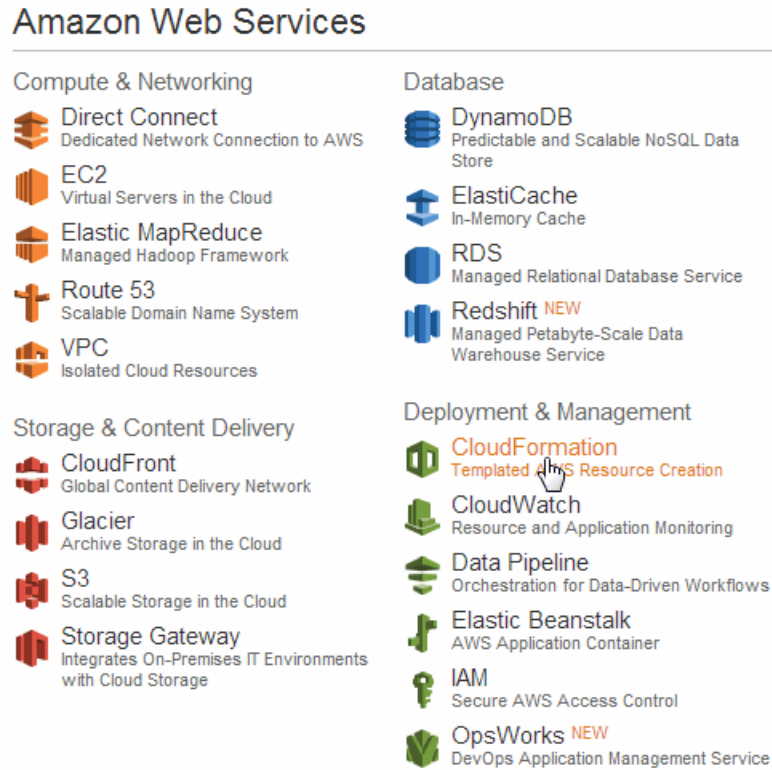 Amazon Web Services
Compute & Networking
Direct Connect
Dedicated Network Connection to AWS
EC2
Virtual Servers in the Cloud
Elastic MapReduce
Managed Hadoop Framework
Route 53
Scalable Domain Name System
VPC
Isolated Cloud Resources
Storage & Content Delivery
CloudFront
Global Content Delivery Network
Glacier
Archive Storage in the Cloud
S3
Scalable Storage in the Cloud
Storage Gateway
Integrates On-Premises IT Environments
with Cloud Storage
Database
DynamoDB
Predictable and Scalable NoSQL Data
Store
ElastiCache
In-Memory Cache
RDS
Managed Relational Database Service
Redshift NEW
Managed Petabyte-Scale Data
Warehouse Service
Deployment & Management
CloudFormation
Templated AWS Resource Creation
CloudWatch
Resource and Application Monitoring
Data Pipeline
Orchestration for Data-Driven Workflows
Elastic Beanstalk
AWS Application Container
IAM
Secure AWS Access Control
OpsWorks NEW
DevOps Application Management Service